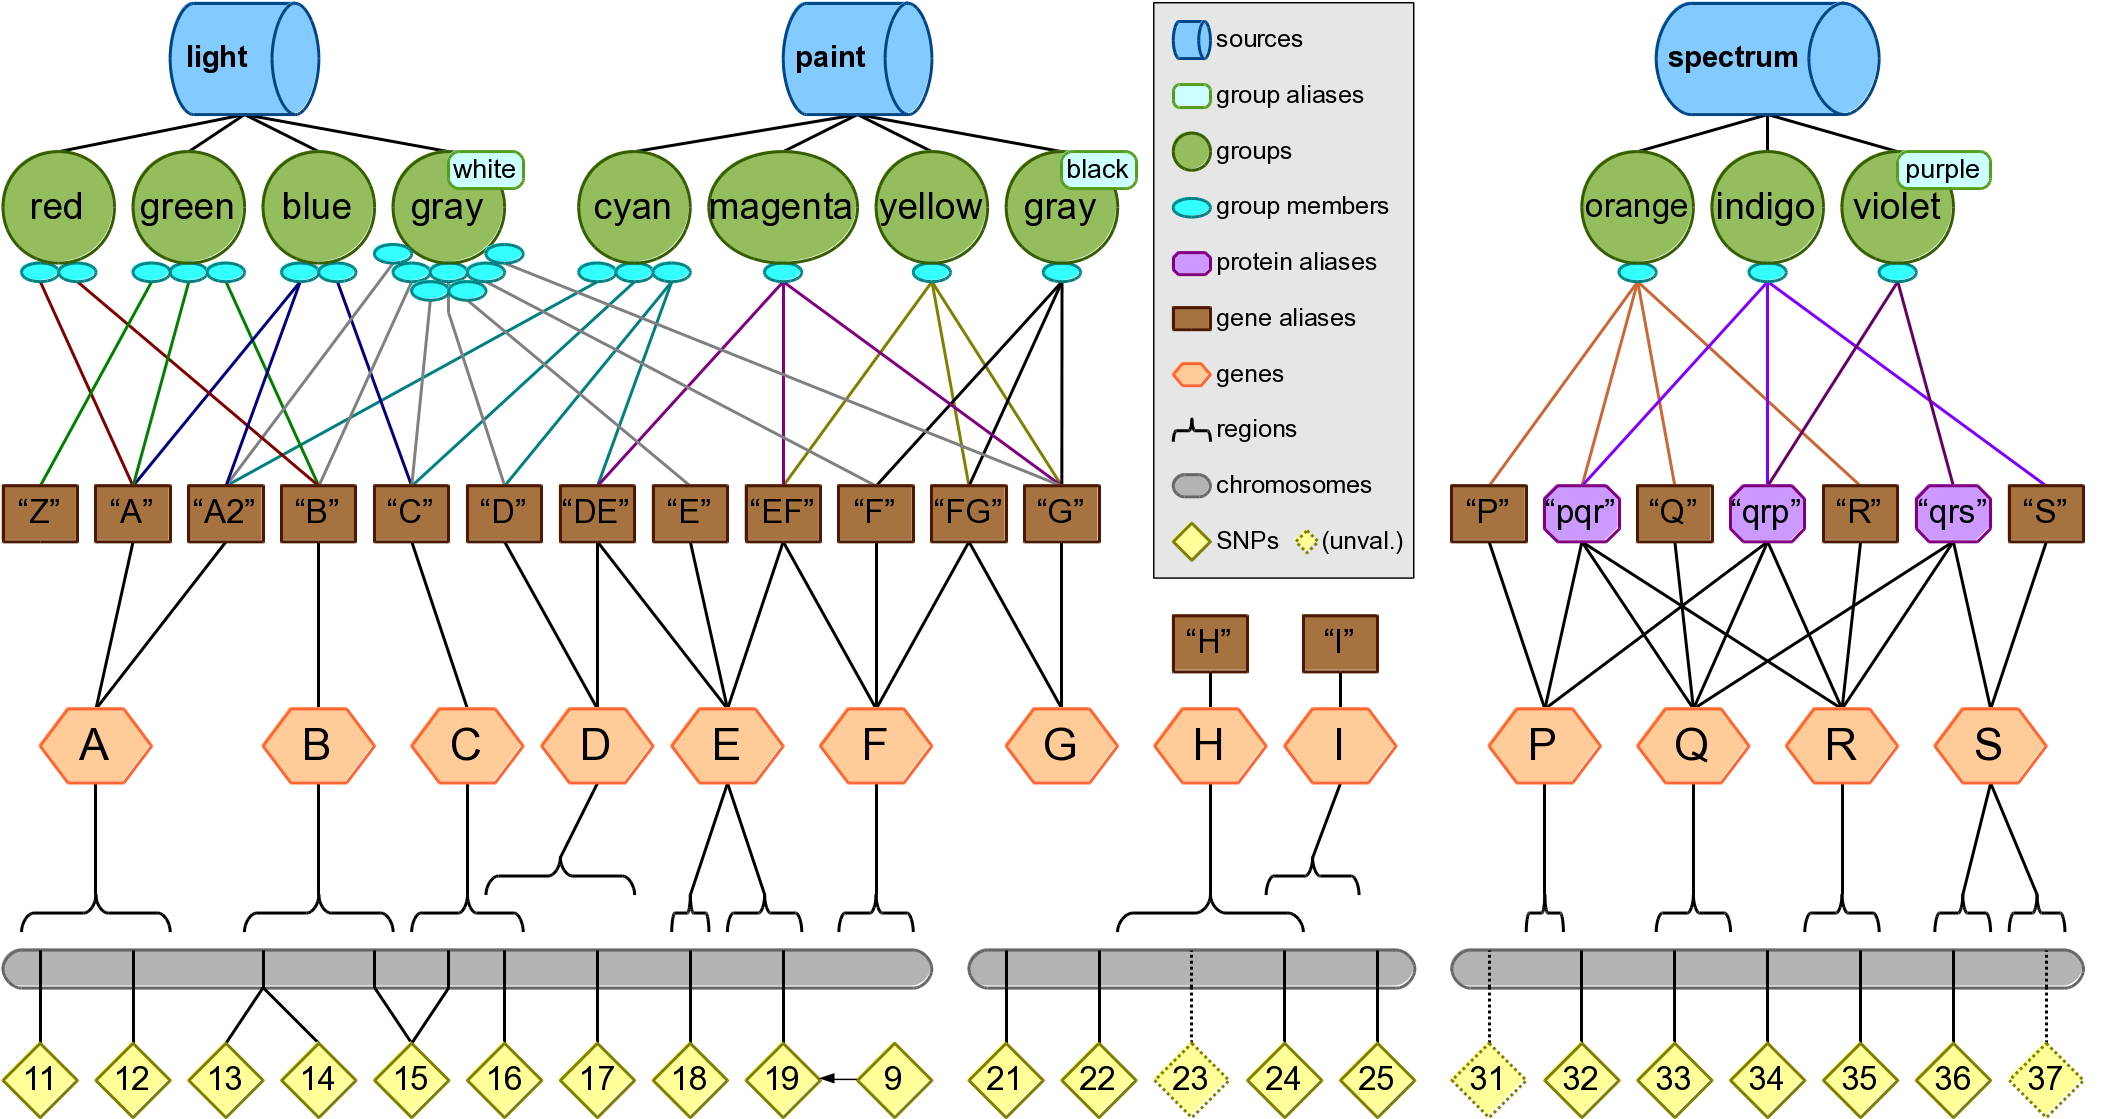 light
paint
spectrum
sources
group aliases
groups
group members
protein aliases
gene aliases
genes
regions
chromosomes
SNPs (unval.)
white
black
purple
red green blue gray cyan magenta yellow gray orange indigo violet
“Z” “A” “A2” “B” “C” “D” “DE” “E” “EF” “F” “FG” “G” “P” “pqr” “Q” “qrp” “R” “qrs” “S”
“H” “I”
A B C D E F G H I P Q R S
11 12 13 14 15 16 17 18 19 9 21 22 23 24 25 31 32 33 34 35 36 37